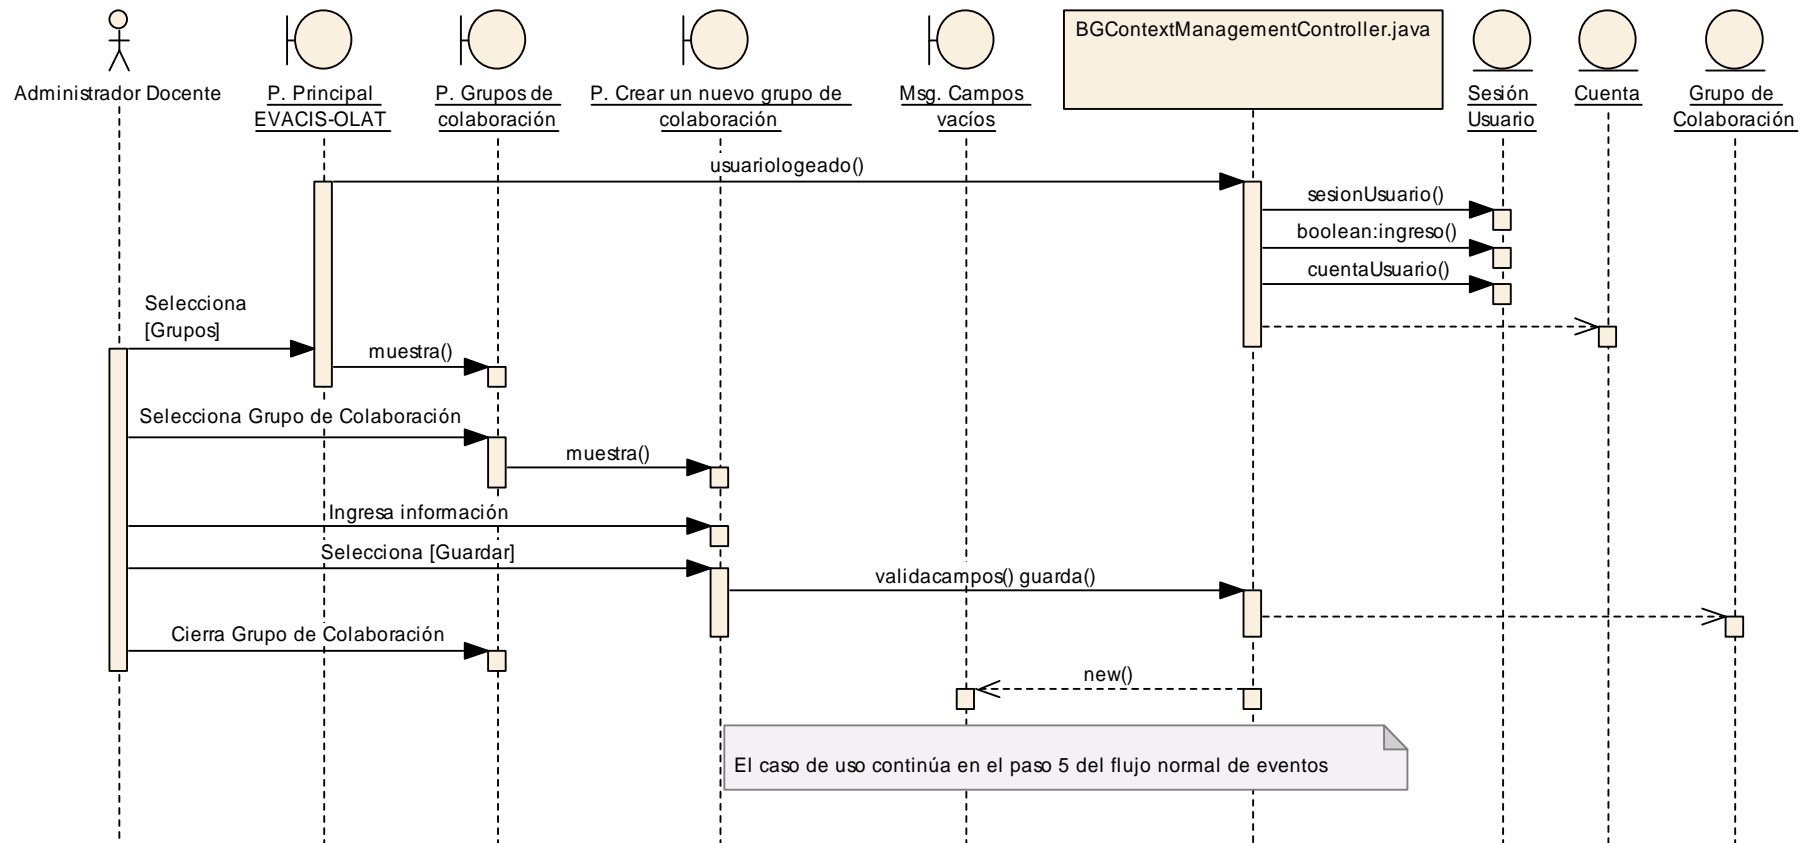 Administrador Docente
P. Principal
EVACIS-OLAT
P. Grupos de
colaboración
P. Crear un nuevo grupo de
colaboración
Msg. Campos
vacíos
BGContextManagementController.java
Sesión
Usuario
Cuenta
Grupo de
Colaboración
usuariologeado()
sesionUsuario()
boolean:ingreso()
cuentaUsuario()
Selecciona
[Grupos]
muestra()
Selecciona Grupo de Colaboración
muestra()
Ingresa información
Selecciona [Guardar]
validacampos() guarda()
Cierra Grupo de Colaboración
new()
El caso de uso continúa en el paso 5 del flujo normal de eventos